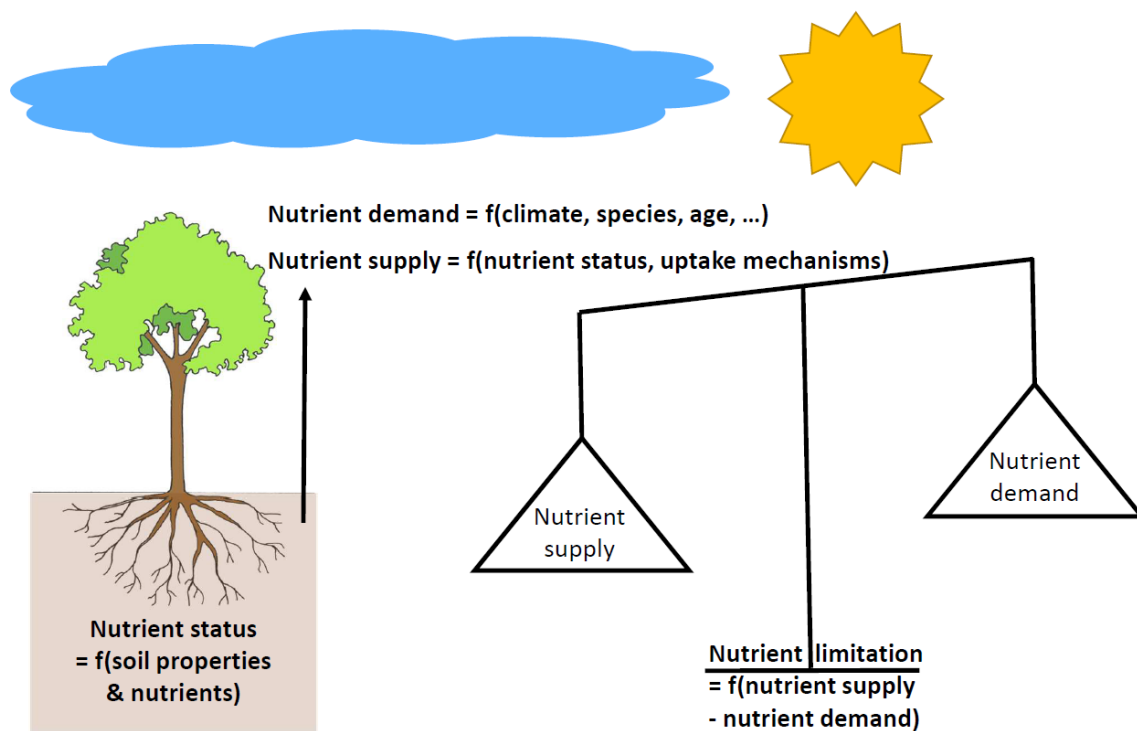 Nutrient demand = f(climate, species, age, ...)
Nutrient supply = f(nutrient status, uptake mechanisms)
Nutrient
demand
Nutrient
supply
Nutrient status
= f(soil properties
& nutrients)
Nutrient limitation
= f(nutrient supply
- nutrient demand)